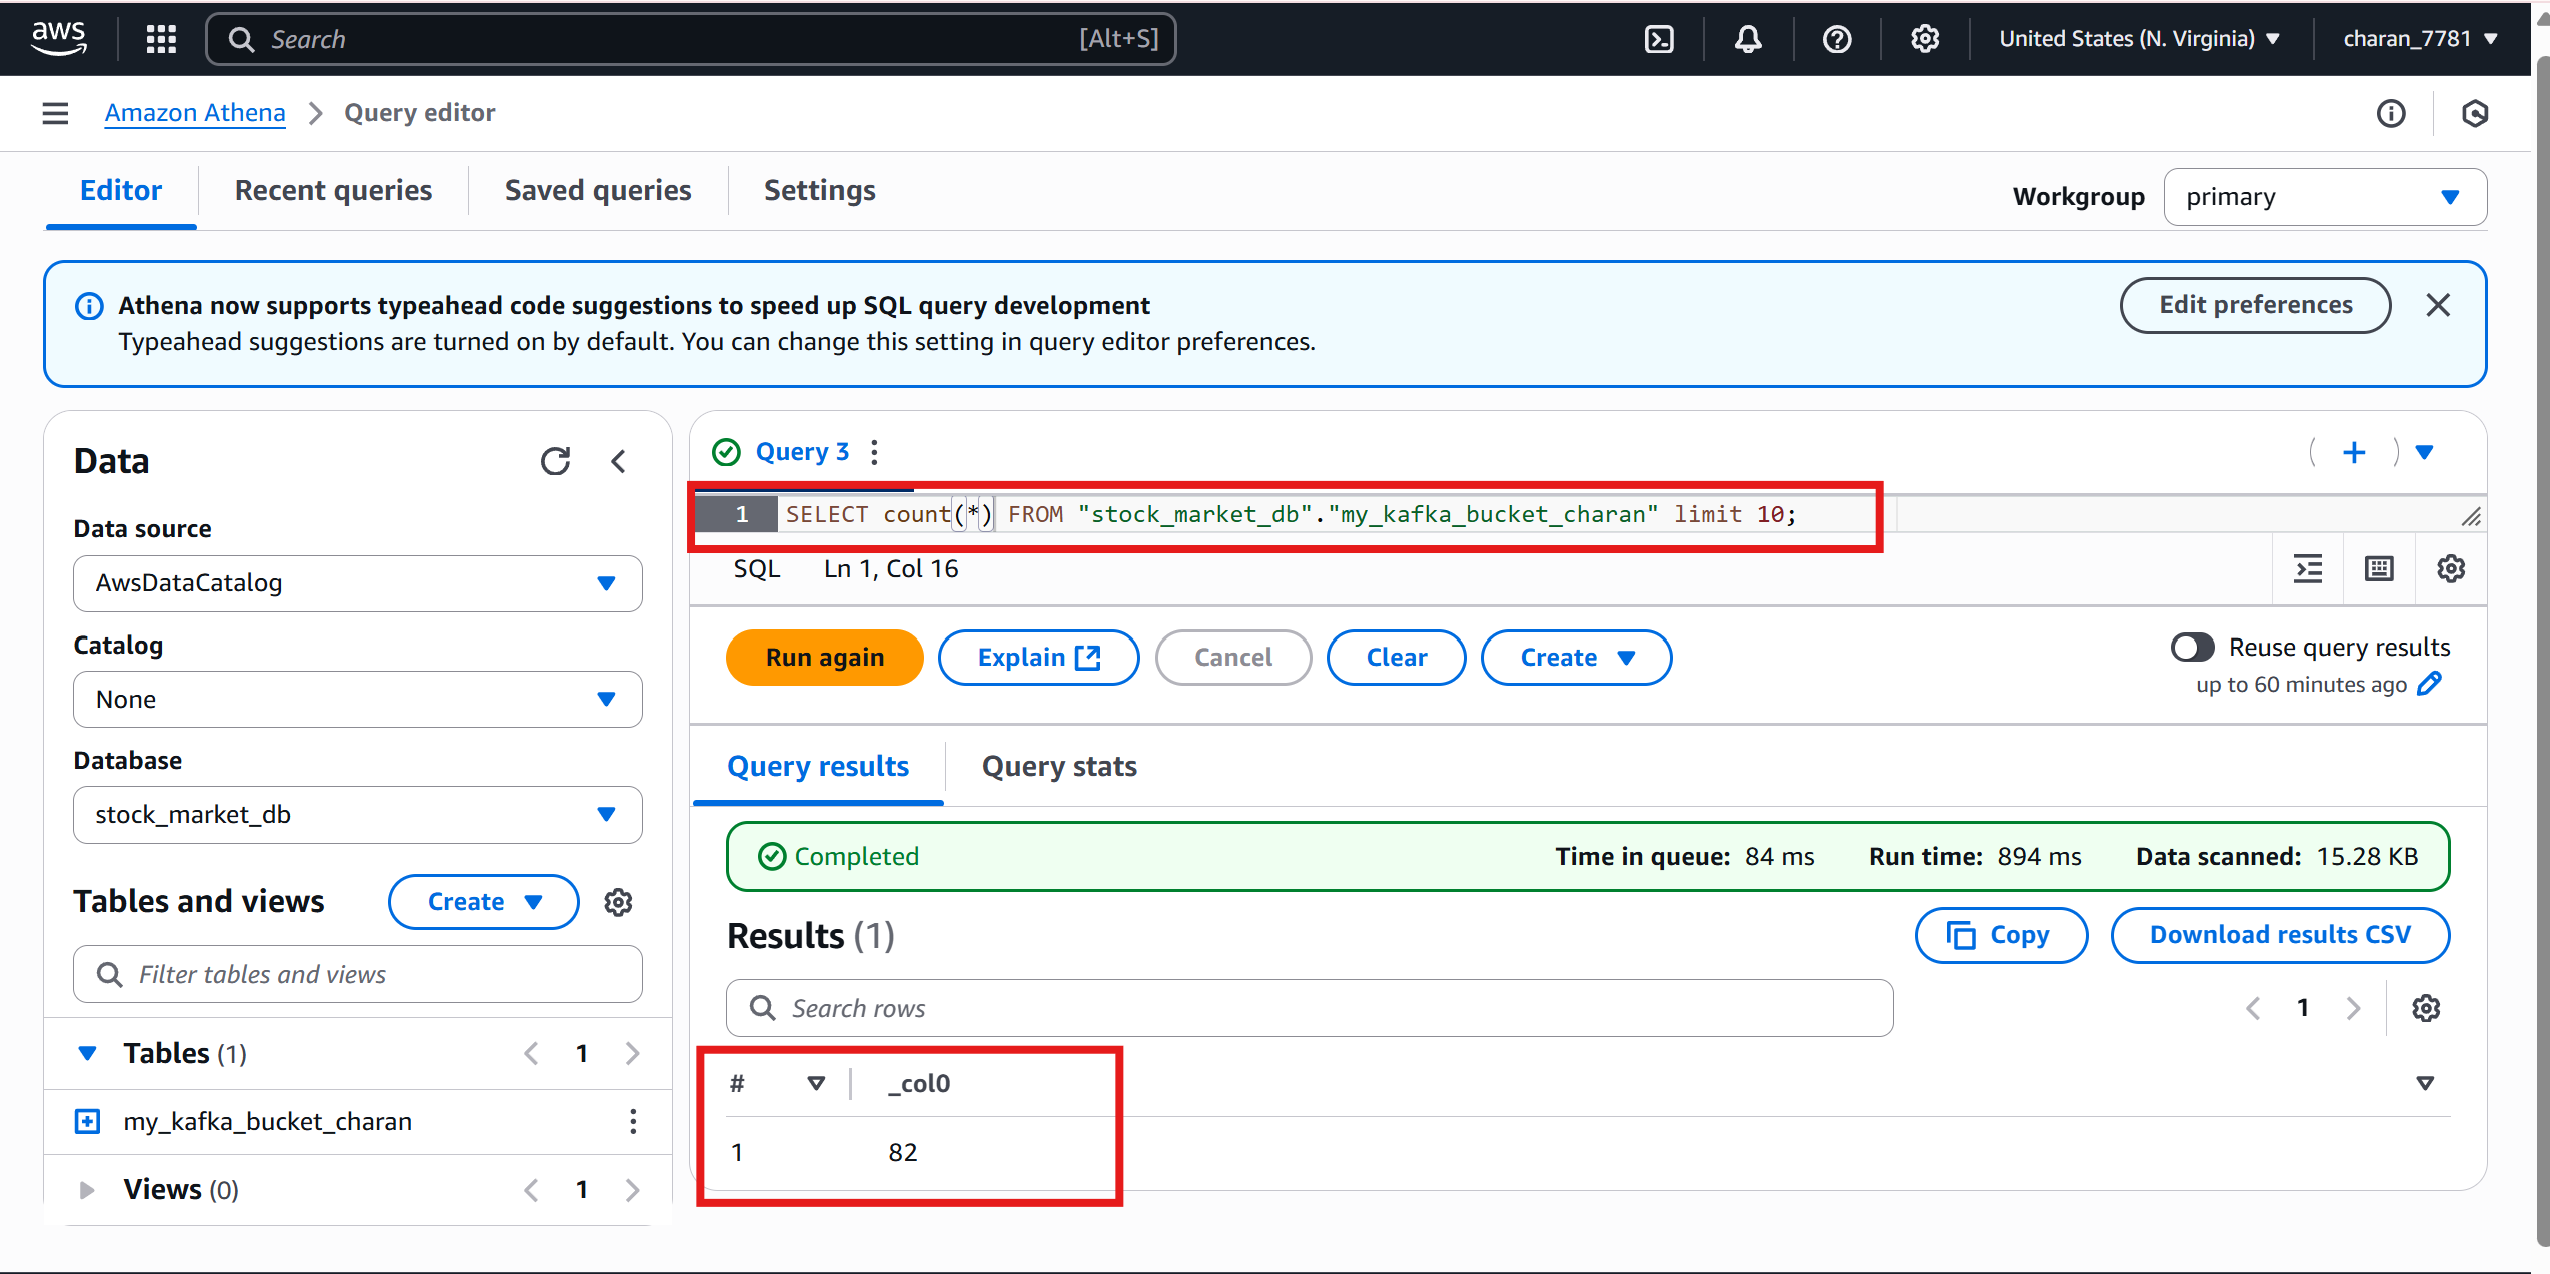 aws
Search [Alt+S]
United States (N. Virginia)
charan_7781
Amazon Athena
Query editor
Editor
Recent queries
Saved queries
Settings
Workgroup
primary
Athena now supports typeahead code suggestions to speed up SQL query development
Typeahead suggestions are turned on by default. You can change this setting in query editor preferences.
Edit preferences
Data
Data source
AwsDataCatalog
Catalog
None
Database
stock_market_db
Tables and views
Create
Filter tables and views
Tables (1)
1
my_kafka_bucket_charan
Views (0)
1
Query 3
1 SELECT count(*) FROM "stock_market_db"."my_kafka_bucket_charan" limit 10;
SQL Ln 1, Col 16
Run again
Explain
Cancel
Clear
Create
Reuse query results
up to 60 minutes ago
Query results
Query stats
Completed
Time in queue: 84 ms
Run time: 894 ms
Data scanned: 15.28 KB
Results (1)
Copy
Download results CSV
Search rows
1
# _col0
1 82